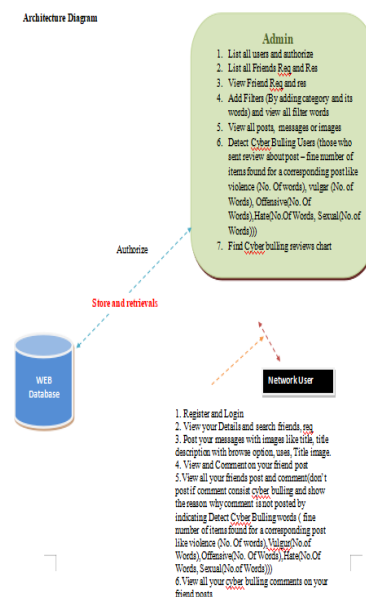 Architecture Diagram
Admin
1. List all users and authorize
2. List all Friends Req and Res
3. View Friend Req and res
4. Add Filters (By adding category and its
words) and view all filter words
5. View all posts, messages or images
6. Detect Cyber Bulling Users (those who
sent review about post – fine number of
items found for a corresponding post like
violence (No. Of words), vulgar (No. of
Words), Offensive(No. Of
Words),Hate(No.Of Words, Sexual(No.of
Words)))
7. Find Cyber bulling reviews chart
Authorize
Store and retrievals
WEB
Database
Network User
1. Register and Login
2. View your Details and search friends, req
3. Post your messages with images like title, title
description with browse option, uses, Title image.
4. View and Comment on your friend post
5.View all your friends post and comment(don't
post if comment consist cyber bulling and show
the reason why comment is not posted by
indicating Detect Cyber Bulling words ( fine
number of items found for a corresponding post
like violence (No. Of words),Vulgur(No.of
Words),Offensive(No. Of Words),Hate(No.Of
Words, Sexual(No.of Words)))
6.View all your cyber bulling comments on your
friend posts